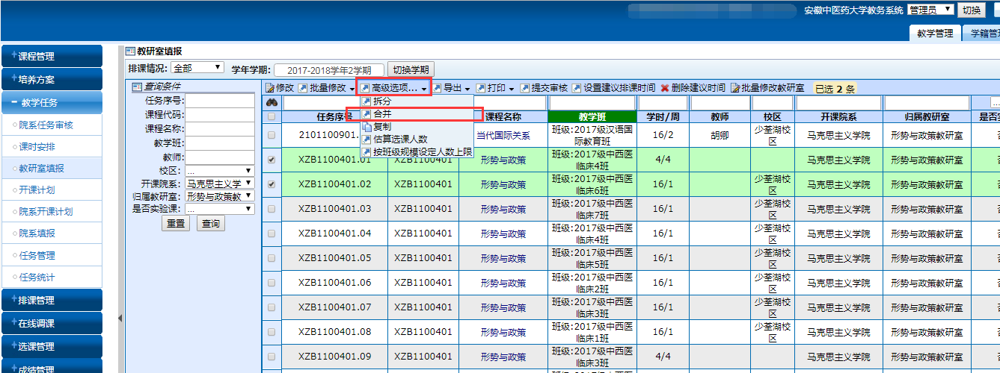 安徽中医药大学教务系统 管理员 切换
教学管理 学籍管
课程管理
培养方案
教学任务
院系任务审核
课时安排
教研室填报
开课计划
院系开课计划
院系填报
任务管理
任务统计
排课管理
在线调课
选课管理
成绩管理
教研室填报
排课情况: 全部 学年学期: 2017-2018学年2学期 切换学期
查询条件
任务序号:
课程代码:
课程名称:
教学班:
教师:
校区: ...
开课院系: 马克思主义学
归属教研室: 形势与政策教
是否实验课: ...
重置 查询
修改 批量修改 高级选项... 导出 打印 提交审核 设置建议排课时间 删除建议时间 批量修改教研室 已选 2 条
拆分
合并
复制
估算选课人数
按班级规模设定人数上限
...
任务序号 课程名称 教学班 学时/周 教师 校区 开课院系 归属教研室 是否实
2101100901. 当代国际关系 班级:2017级汉语国际教育班 16/2 胡卿 少荃湖校区 马克思主义学院 形势与政策教研室 否
XZB1100401.01 XZB1100401 形势与政策 班级:2017级中西医临床4班 4/4 马克思主义学院 形势与政策教研室 否
XZB1100401.02 XZB1100401 形势与政策 班级:2017级中西医临床6班 16/1 少荃湖校区 马克思主义学院 形势与政策教研室 否
XZB1100401.03 XZB1100401 形势与政策 班级:2017级中西医临床7班 16/1 少荃湖校区 马克思主义学院 形势与政策教研室 否
XZB1100401.04 XZB1100401 形势与政策 班级:2017级中西医临床4班 16/1 少荃湖校区 马克思主义学院 形势与政策教研室 否
XZB1100401.05 XZB1100401 形势与政策 班级:2017级中西医临床5班 16/1 少荃湖校区 马克思主义学院 形势与政策教研室 否
XZB1100401.06 XZB1100401 形势与政策 班级:2017级中西医临床2班 16/1 少荃湖校区 马克思主义学院 形势与政策教研室 否
XZB1100401.07 XZB1100401 形势与政策 班级:2017级中西医临床3班 16/1 少荃湖校区 马克思主义学院 形势与政策教研室 否
XZB1100401.08 XZB1100401 形势与政策 班级:2017级中西医临床1班 16/1 少荃湖校区 马克思主义学院 形势与政策教研室 否
XZB1100401.09 XZB1100401 形势与政策 班级:2017级中西医临床3班 4/4 马克思主义学院 形势与政策教研室 否